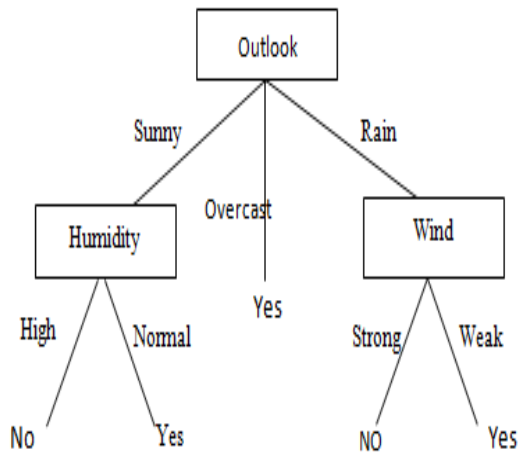 Outlook
Sunny
Rain
Overcast
Humidity
Wind
Yes
High
Normal
Strong
Weak
No
Yes
NO
Yes